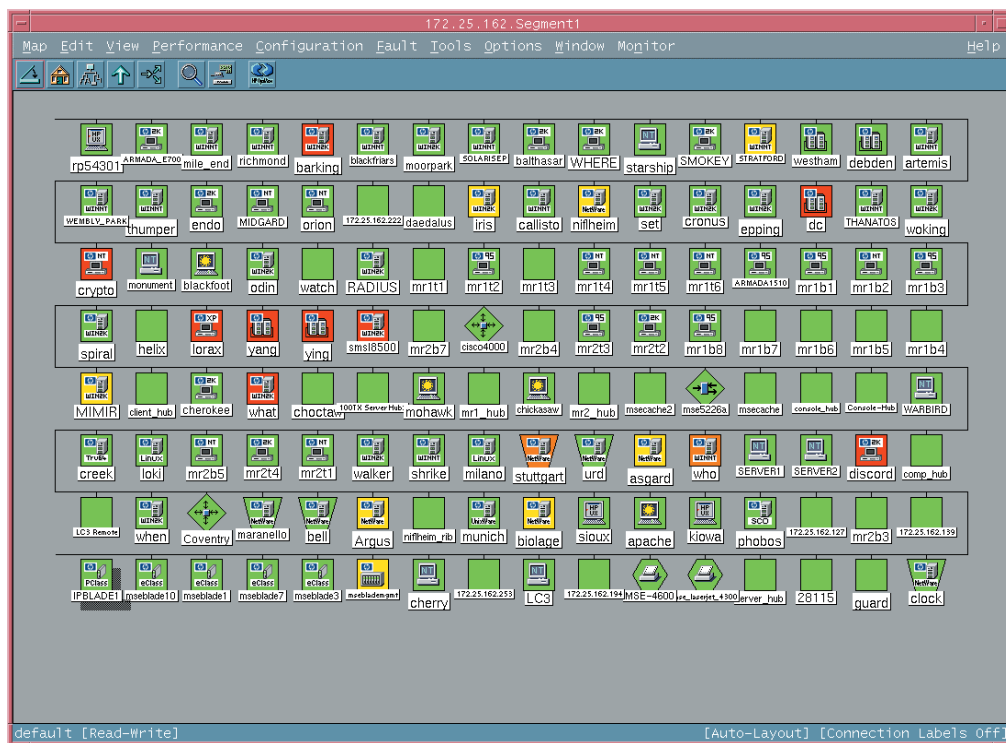 172.25.162.Segment1
Map Edit View Performance Configuration Fault Tools Options Window Monitor Help
rp54301 ARMADA_E700 mile_end richmond barking blackfriars moorpark SOLARISEP balthasar WHERE starship SMOKEY STRATFORD westham debden artemis
WEMBLY_PARK thumper endo MIDGARD orion 172.25.162.222 daedalus iris callisto niflheim set cronus epping dc THANATOS woking
crypto monument blackfoot odin watch RADIUS mr1t1 mr1t2 mr1t3 mr1t4 mr1t5 mr1t6 ARMADA1510 mr1b1 mr1b2 mr1b3
spiral helix lorax yang ying smsl8500 mr2b7 cisco4000 mr2b4 mr2t3 mr2t2 mr1b8 mr1b7 mr1b6 mr1b5 mr1b4
MIMIR client_hub cherokee what choctaw 100TX Server Hub: mohawk mr1_hub chickasaw mr2_hub msecache2 mse5226a msecache console_hub Console-Hub WARBIRD
creek loki mr2b5 mr2t4 mr2t1 walker shrike milano stuttgart urd asgard who SERVER1 SERVER2 discord comp_hub
LC3 Remote when Coventry maranello bell Argus niflheim_rib munich biolage sioux apache kiowa phobos 172.25.162.127 mr2b3 172.25.162.139
IPBLADE1 mseblade10 mseblade1 mseblade7 mseblade3 msebladемgmt cherry 172.25.162.253 LC3 172.25.162.194 MSE-4600 se_laserjet_4300 erver_hub 28115 guard clock
default [Read-Write] [Auto-Layout] [Connection Labels Off]